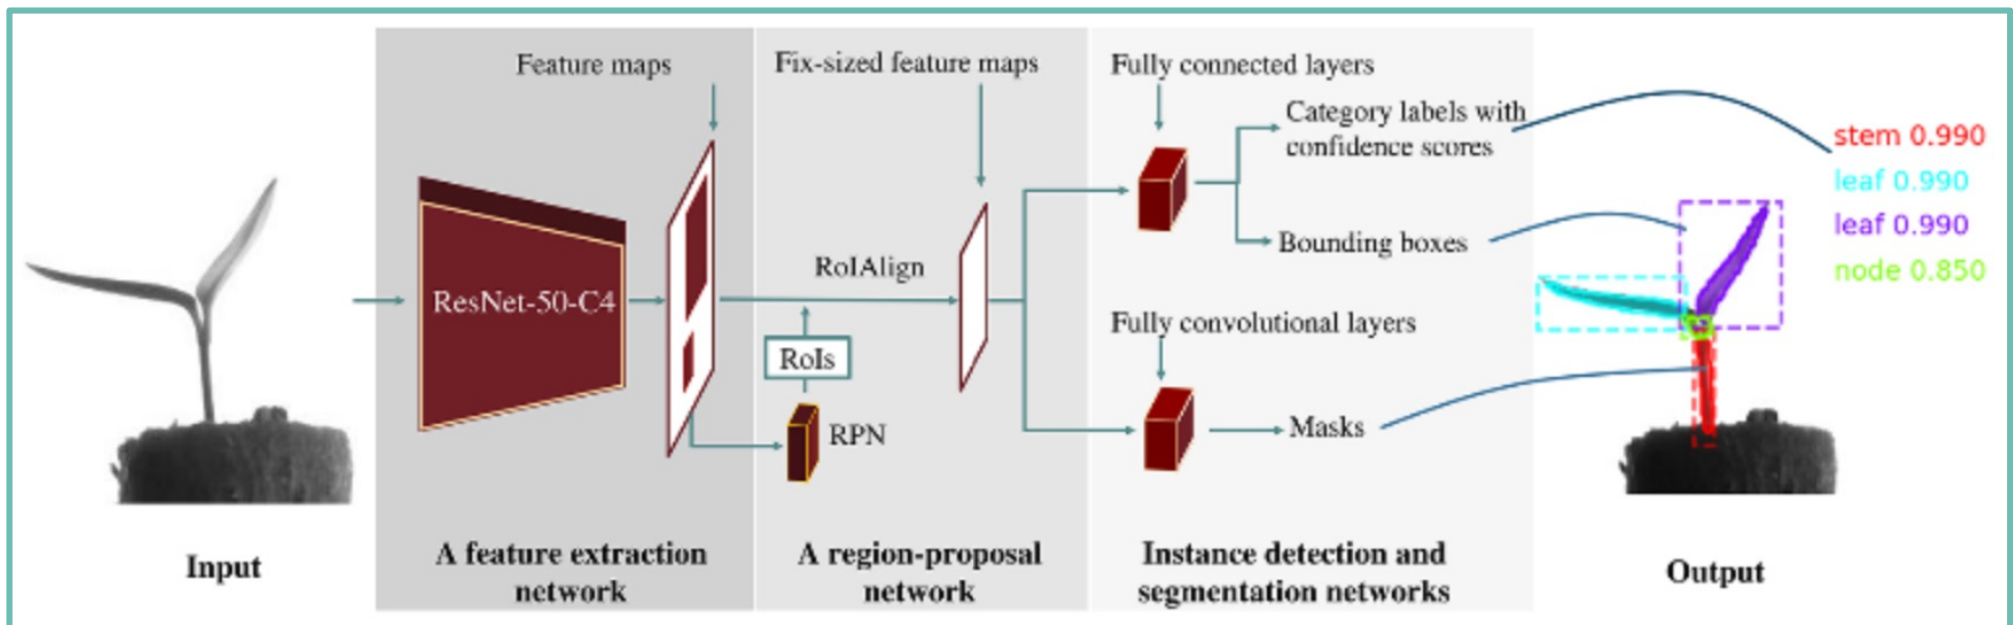 Feature maps
Fix-sized feature maps
Fully connected layers
Category labels with
confidence scores
stem 0.990
leaf 0.990
leaf 0.990
node 0.850
Bounding boxes
RoIAlign
ResNet-50-C4
Fully convolutional layers
RoIs
RPN
Masks
Input
A feature extraction
network
A region-proposal
network
Instance detection and
segmentation networks
Output